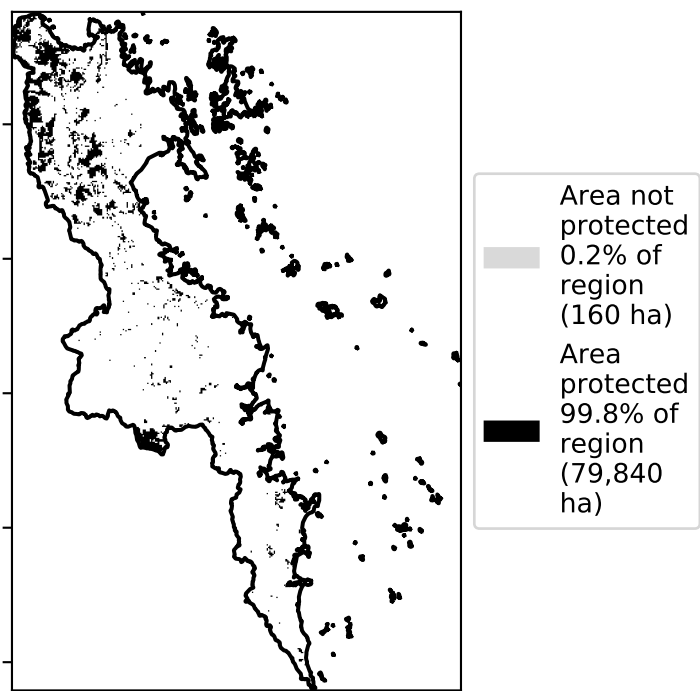 Area not
protected
0.2% of
region
(160 ha)
Area
protected
99.8% of
region
(79,840
ha)